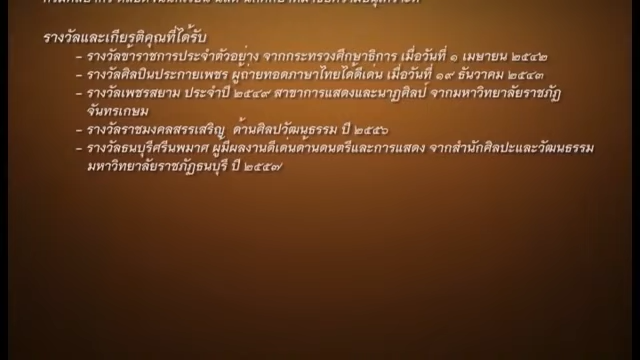 รางวัลและเกียรติคุณที่ได้รับ
– รางวัลข้าราชการประจำตัวอย่าง จากกระทรวงศึกษาธิการ เมื่อวันที่ ๑ เมษายน ๒๕๔๒
– รางวัลศิลปินประกายเพชร ผู้ถ่ายทอดภาษาไทยได้ดีเด่น เมื่อวันที่ ๑๙ ธันวาคม ๒๕๔๓
– รางวัลเพชรสยาม ประจำปี ๒๕๔๙ สาขาการแสดงและนาฏศิลป์ จากมหาวิทยาลัยราชภัฏ
จันทรเกษม
– รางวัลราชมงคลสรรเสริญ ด้านศิลปวัฒนธรรม ปี ๒๕๕๖
– รางวัลธนบุรีศรีนพมาศ ผู้มีผลงานดีเด่นด้านดนตรีและการแสดง จากสำนักศิลปะและวัฒนธรรม
มหาวิทยาลัยราชภัฏธนบุรี ปี ๒๕๕๗